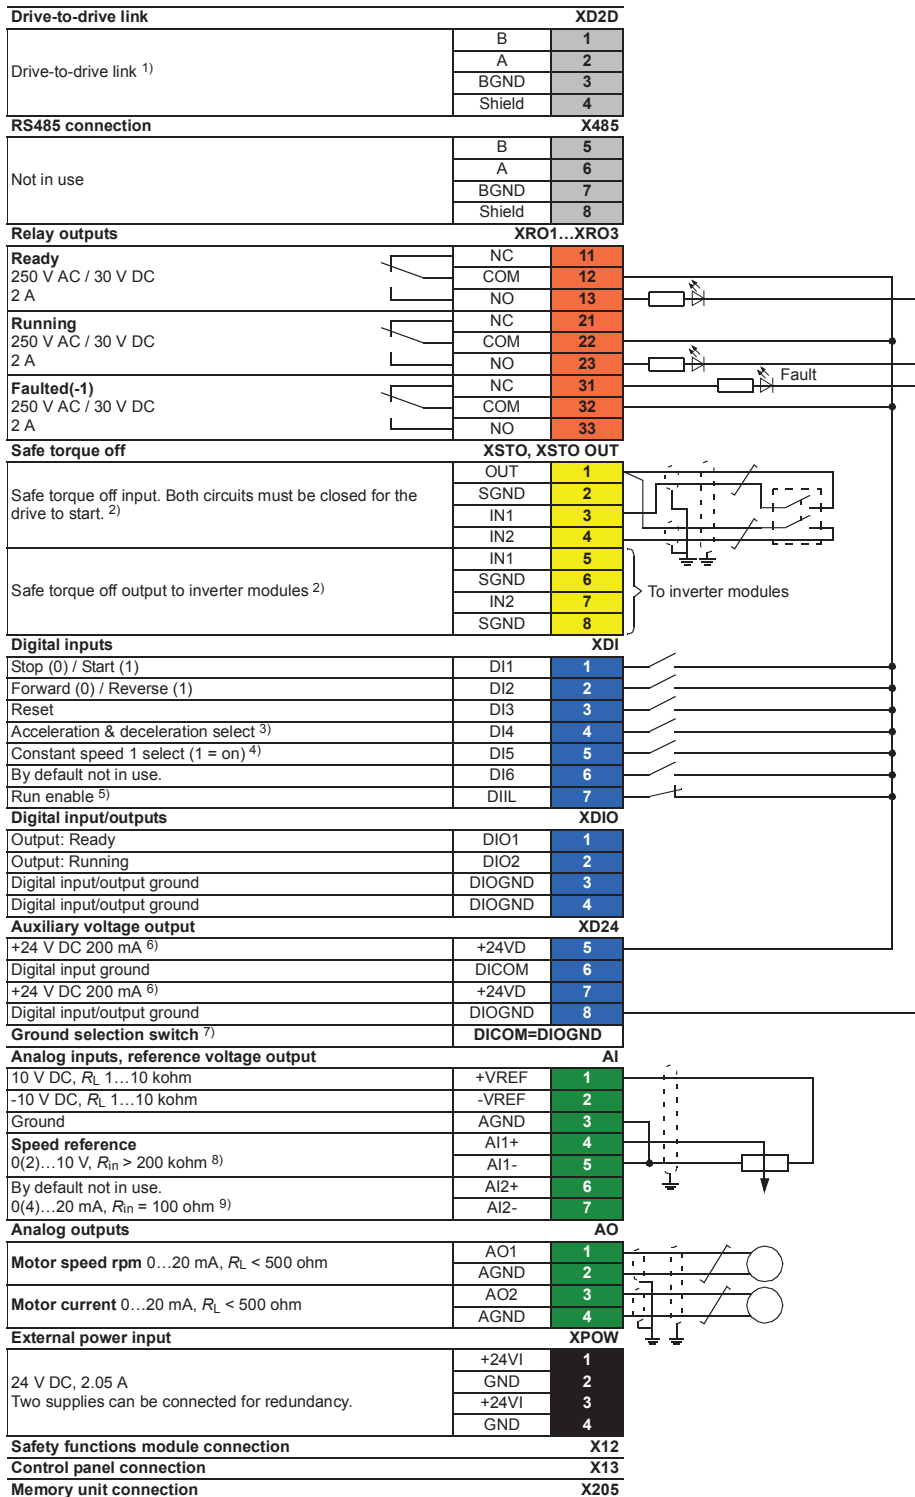 Drive-to-drive link XD2D
Drive-to-drive link 1)
B 1
A 2
BGND 3
Shield 4
RS485 connection X485
Not in use
B 5
A 6
BGND 7
Shield 8
Relay outputs XRO1…XRO3
Ready
250 V AC / 30 V DC
2 A
NC 11
COM 12
NO 13
Running
250 V AC / 30 V DC
2 A
NC 21
COM 22
NO 23
Faulted(-1)
250 V AC / 30 V DC
2 A
NC 31
COM 32
NO 33
Fault
Safe torque off XSTO, XSTO OUT
Safe torque off input. Both circuits must be closed for the
drive to start. 2)
OUT 1
SGND 2
IN1 3
IN2 4
Safe torque off output to inverter modules 2)
IN1 5
SGND 6
IN2 7
SGND 8
To inverter modules
Digital inputs XDI
Stop (0) / Start (1) DI1 1
Forward (0) / Reverse (1) DI2 2
Reset DI3 3
Acceleration & deceleration select 3) DI4 4
Constant speed 1 select (1 = on) 4) DI5 5
By default not in use. DI6 6
Run enable 5) DIIL 7
Digital input/outputs XDIO
Output: Ready DIO1 1
Output: Running DIO2 2
Digital input/output ground DIOGND 3
Digital input/output ground DIOGND 4
Auxiliary voltage output XD24
+24 V DC 200 mA 6) +24VD 5
Digital input ground DICOM 6
+24 V DC 200 mA 6) +24VD 7
Digital input/output ground DIOGND 8
Ground selection switch 7) DICOM=DIOGND
Analog inputs, reference voltage output AI
10 V DC, RL 1…10 kohm +VREF 1
-10 V DC, RL 1…10 kohm -VREF 2
Ground AGND 3
Speed reference
0(2)…10 V, Rin > 200 kohm 8)
AI1+ 4
AI1- 5
By default not in use.
0(4)…20 mA, Rin = 100 ohm 9)
AI2+ 6
AI2- 7
Analog outputs AO
Motor speed rpm 0…20 mA, RL < 500 ohm
AO1 1
AGND 2
Motor current 0…20 mA, RL < 500 ohm
AO2 3
AGND 4
External power input XPOW
24 V DC, 2.05 A
Two supplies can be connected for redundancy.
+24VI 1
GND 2
+24VI 3
GND 4
Safety functions module connection X12
Control panel connection X13
Memory unit connection X205